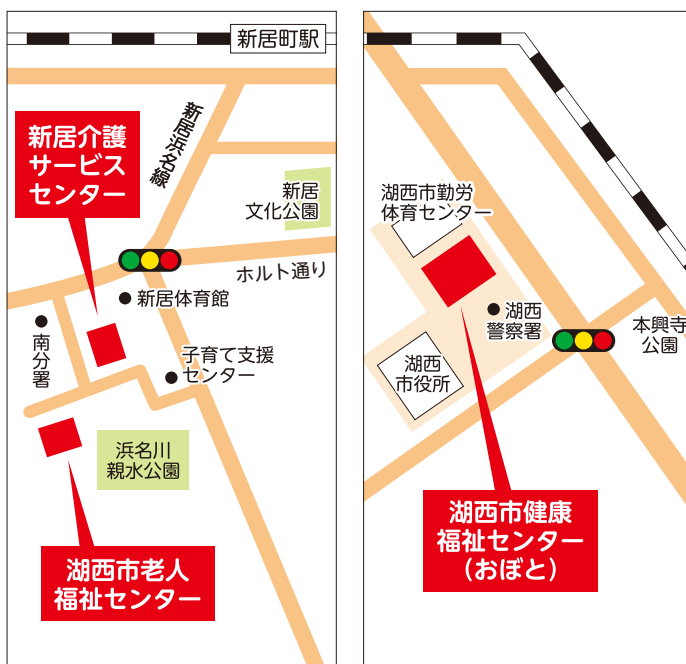 新居町駅
新居浜名線
新居介護
サービス
センター
新居
文化公園
ホルト通り
新居体育館
南分署
子育て支援
センター
浜名川
親水公園
湖西市老人
福祉センター
湖西市勤労
体育センター
湖西
警察署
本興寺
公園
湖西
市役所
湖西市健康
福祉センター
(おぼと)